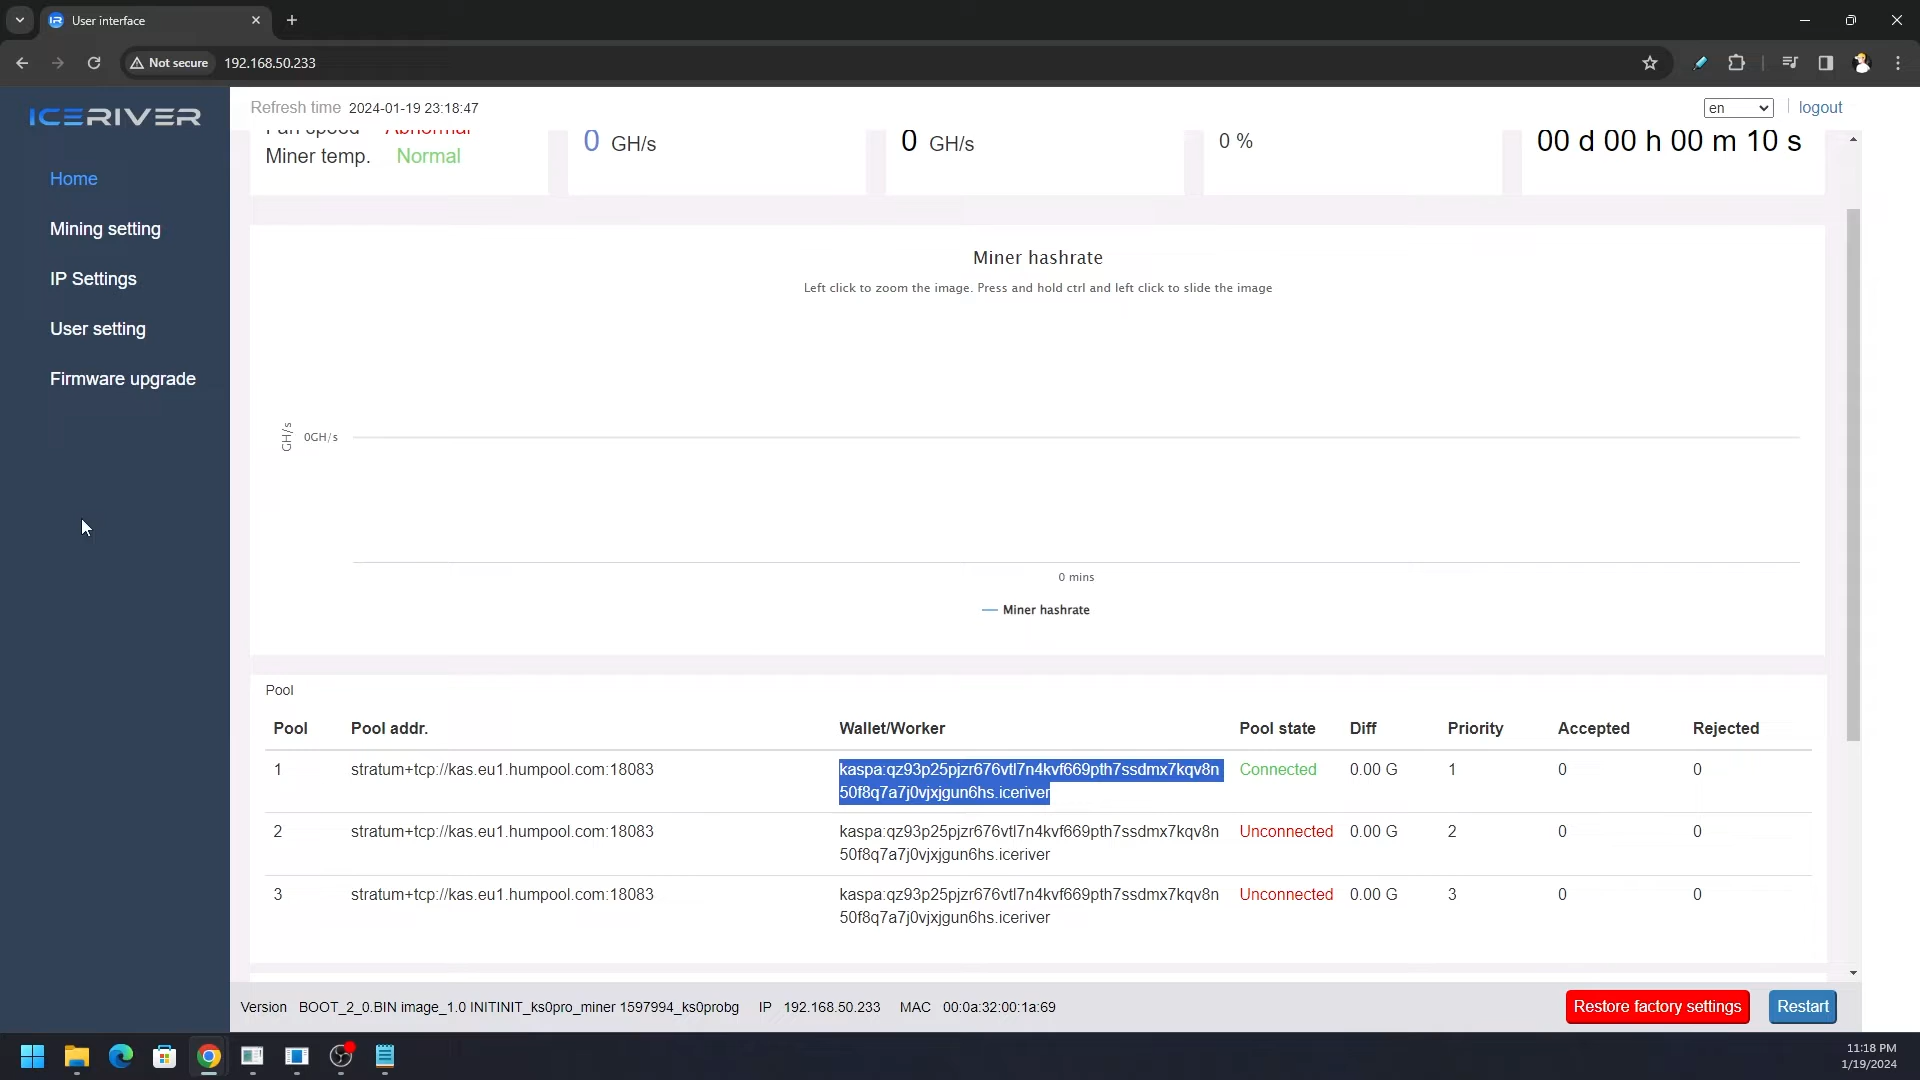 User interface
Not secure
192.168.50.233
ICERIVER
Refresh time 2024-01-19 23:18:47
en
logout
Fan speed Abnormal
Miner temp. Normal
0 GH/s
0 GH/s
0 %
00 d 00 h 00 m 10 s
Home
Mining setting
IP Settings
User setting
Firmware upgrade
Miner hashrate
Left click to zoom the image. Press and hold ctrl and left click to slide the image
GH/s
0GH/s
0 mins
Miner hashrate
Pool
Pool Pool addr. Wallet/Worker Pool state Diff Priority Accepted Rejected
1 stratum+tcp://kas.eu1.humpool.com:18083 kaspa:qz93p25pjzr676vtl7n4kvf669pth7ssdmx7kqv8n Connected 0.00 G 1 0 0
50f8q7a7j0vjxjgun6hs.iceriver
2 stratum+tcp://kas.eu1.humpool.com:18083 kaspa:qz93p25pjzr676vtl7n4kvf669pth7ssdmx7kqv8n Unconnected 0.00 G 2 0 0
50f8q7a7j0vjxjgun6hs.iceriver
3 stratum+tcp://kas.eu1.humpool.com:18083 kaspa:qz93p25pjzr676vtl7n4kvf669pth7ssdmx7kqv8n Unconnected 0.00 G 3 0 0
50f8q7a7j0vjxjgun6hs.iceriver
Version BOOT_2_0.BIN image_1.0 INITINIT_ks0pro_miner 1597994_ks0probg IP 192.168.50.233 MAC 00:0a:32:00:1a:69
Restore factory settings
Restart
11:18 PM
1/19/2024